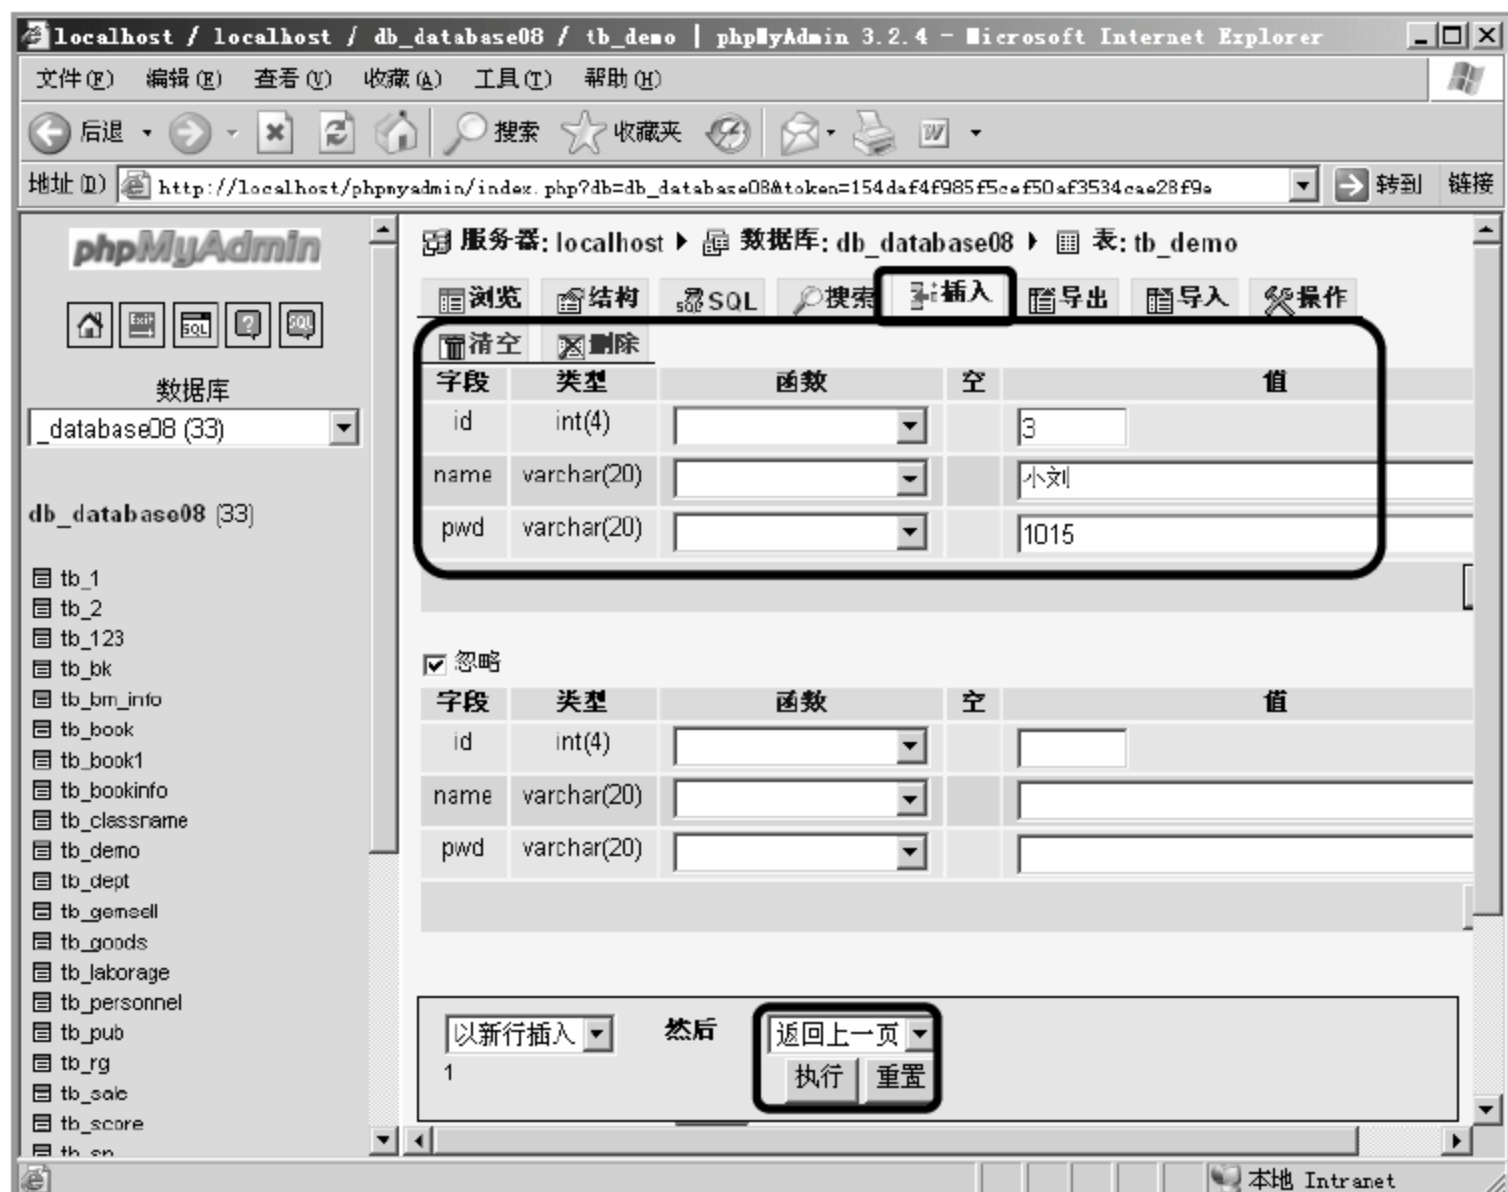 localhost / localhost / db_database08 / tb_demo | phpMyAdmin 3.2.4 - Microsoft Internet Explorer
文件(F) 编辑(E) 查看(V) 收藏(A) 工具(T) 帮助(H)
后退 搜索 收藏夹
地址(D) http://localhost/phpmyadmin/index.php?db=db_database08&token=154daf4f985f5cef50af3534cae28f9a 转到 链接
phpMyAdmin
Exit SQL ? SQL
数据库
_database08 (33)
db_database08 (33)
tb_1
tb_2
tb_123
tb_bk
tb_bm_info
tb_book
tb_book1
tb_bookinfo
tb_classname
tb_demo
tb_dept
tb_gemsell
tb_goods
tb_laborage
tb_personnel
tb_pub
tb_rg
tb_sale
tb_score
服务器: localhost 数据库: db_database08 表: tb_demo
浏览 结构 SQL 搜索 插入 导出 导入 操作
清空 删除
字段 类型 函数 空 值
id int(4) 3
name varchar(20) 小刘
pwd varchar(20) 1015
忽略
字段 类型 函数 空 值
id int(4)
name varchar(20)
pwd varchar(20)
以新行插入 然后 返回上一页
1 执行 重置
本地 Intranet